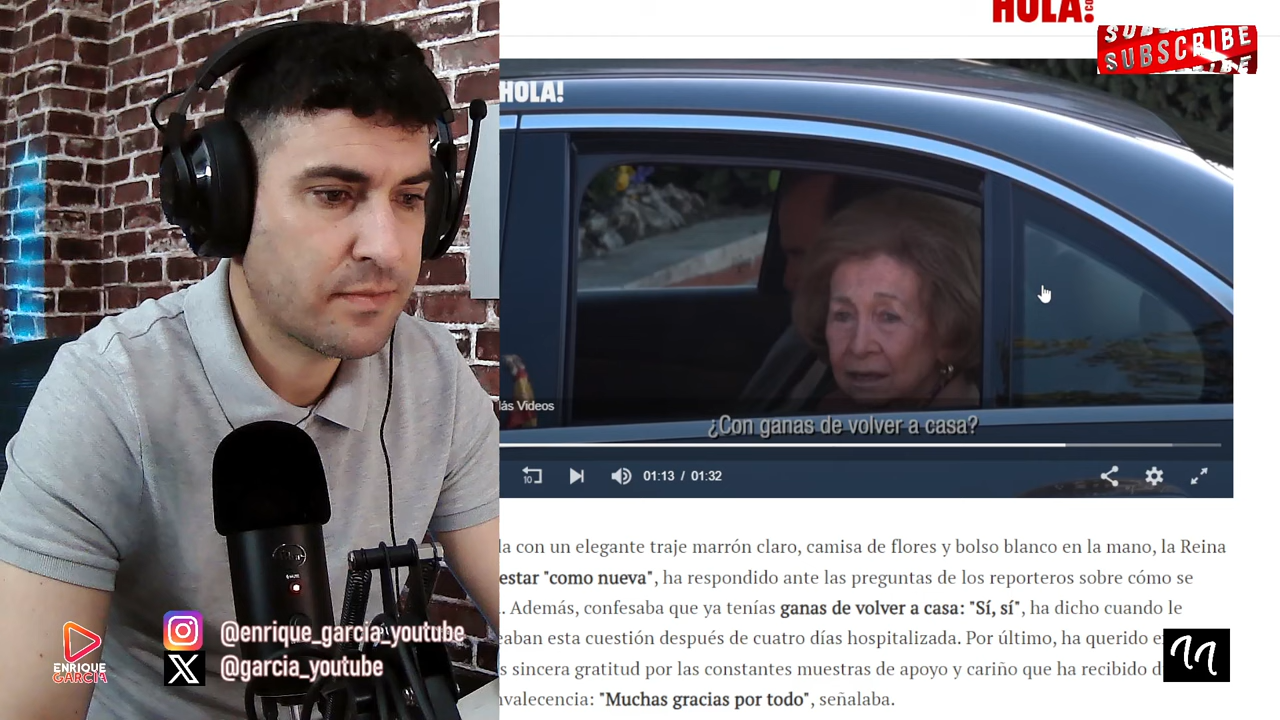 HOLA!
SUBSCRIBE
HOLA!
ás Videos
¿Con ganas de volver a casa?
10
01:13 / 01:32
la con un elegante traje marrón claro, camisa de flores y bolso blanco en la mano, la Reina
estar "como nueva", ha respondido ante las preguntas de los reporteros sobre cómo se
. Además, confesaba que ya tenías ganas de volver a casa: "Sí, sí", ha dicho cuando le
eaban esta cuestión después de cuatro días hospitalizada. Por último, ha querido e
s sincera gratitud por las constantes muestras de apoyo y cariño que ha recibido d
nvalecencia: "Muchas gracias por todo", señalaba.
@enrique_garcia_youtube
@garcia_youtube
ENRIQUE
GARCIA